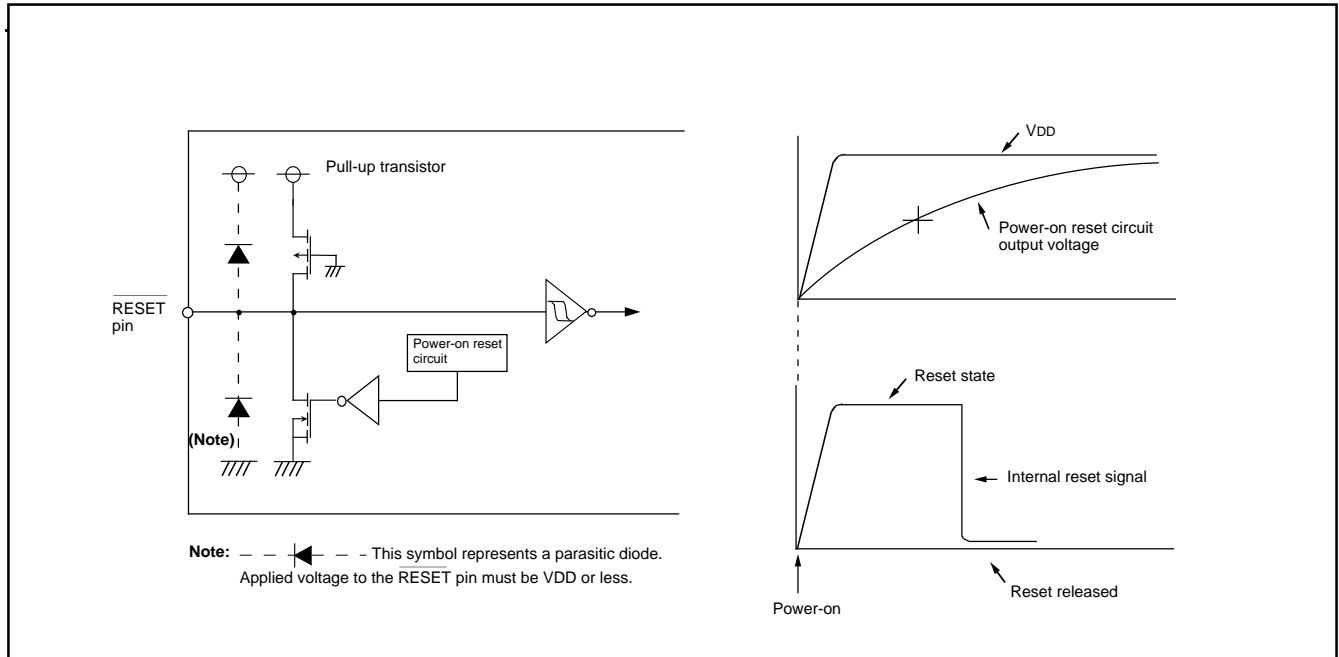 Pull-up transistor
RESET
pin
Power-on reset
circuit
(Note)
Note: This symbol represents a parasitic diode.
Applied voltage to the RESET pin must be VDD or less.
VDD
Power-on reset circuit
output voltage
Reset state
Internal reset signal
Reset released
Power-on